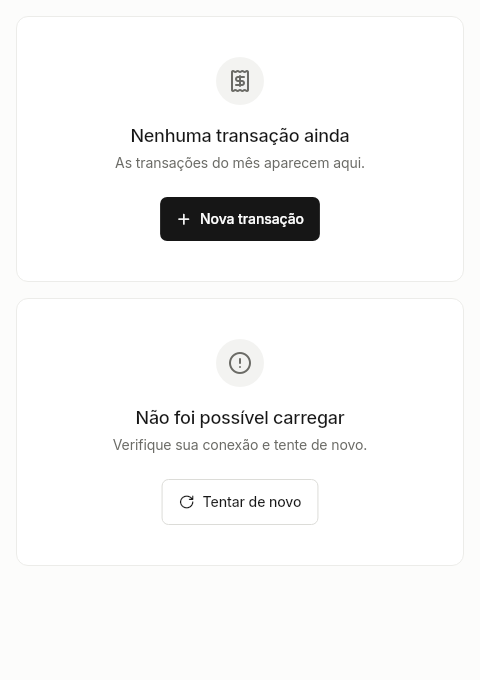 Nenhuma transação ainda
As transações do mês aparecem aqui.
Nova transação
Não foi possível carregar
Verifique sua conexão e tente de novo.
Tentar de novo